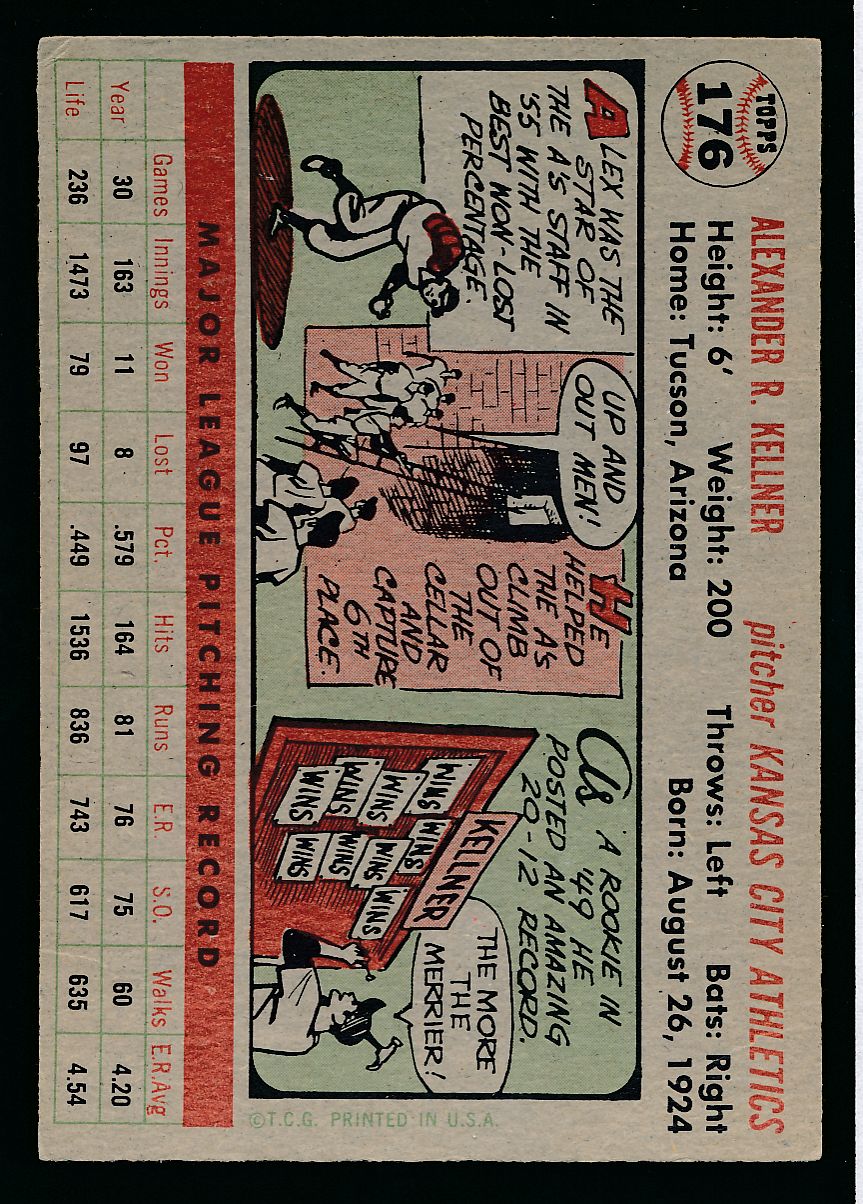 TOPPS
176
ALEXANDER R. KELLNER pitcher KANSAS CITY ATHLETICS
Height: 6' Weight: 200 Throws: Left Bats: Right
Home: Tucson, Arizona Born: August 26, 1924
ALEX WAS THE
STAR OF
THE A'S STAFF IN
'55 WITH THE
BEST WON-LOST
PERCENTAGE.
UP AND
OUT MEN!
HE
HELPED
THE A'S
CLIMB
OUT OF
THE
CELLAR
AND
CAPTURE
6TH
PLACE.
AS A ROOKIE IN
'49 HE
POSTED AN AMAZING
20-12 RECORD.
KELLNER
WINS WINS
WINS WINS WINS
WINS WINS
WINS WINS
THE MORE
THE
MERRIER!
©T.C.G. PRINTED IN U.S.A.
MAJOR LEAGUE PITCHING RECORD
Games Innings Won Lost Pct. Hits Runs E.R. S.O. Walks E.R.Avg
Year 30 163 11 8 .579 164 81 76 75 60 4.20
Life 236 1473 79 97 .449 1536 836 743 617 635 4.54